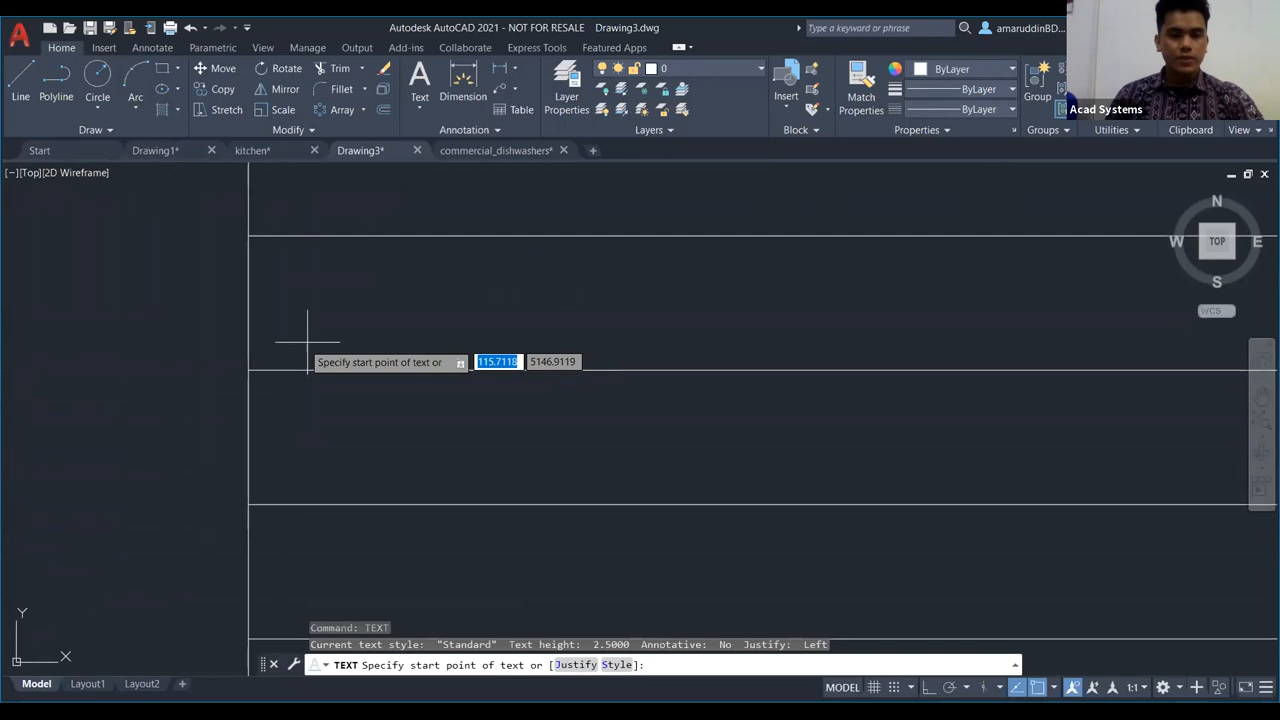 Autodesk AutoCAD 2021 - NOT FOR RESALE Drawing3.dwg
Type a keyword or phrase
amaruddinBD...
Home Insert Annotate Parametric View Manage Output Add-ins Collaborate Express Tools Featured Apps
Line Polyline Circle Arc
Move Rotate Trim
Copy Mirror Fillet
Stretch Scale Array
Text Dimension Table
Layer Properties
0
Insert
Match Properties
ByLayer
ByLayer
ByLayer
Group
Acad Systems
Draw Modify Annotation Layers Block Properties Groups Utilities Clipboard View
Start Drawing1* kitchen* Drawing3* commercial_dishwashers*
[−][Top][2D Wireframe]
N
W TOP E
S
WCS
Specify start point of text or 115.7118 5146.9119
Y
X
Command: TEXT
Current text style: "Standard" Text height: 2.5000 Annotative: No Justify: Left
TEXT Specify start point of text or [Justify Style]:
Model Layout1 Layout2
MODEL 1:1